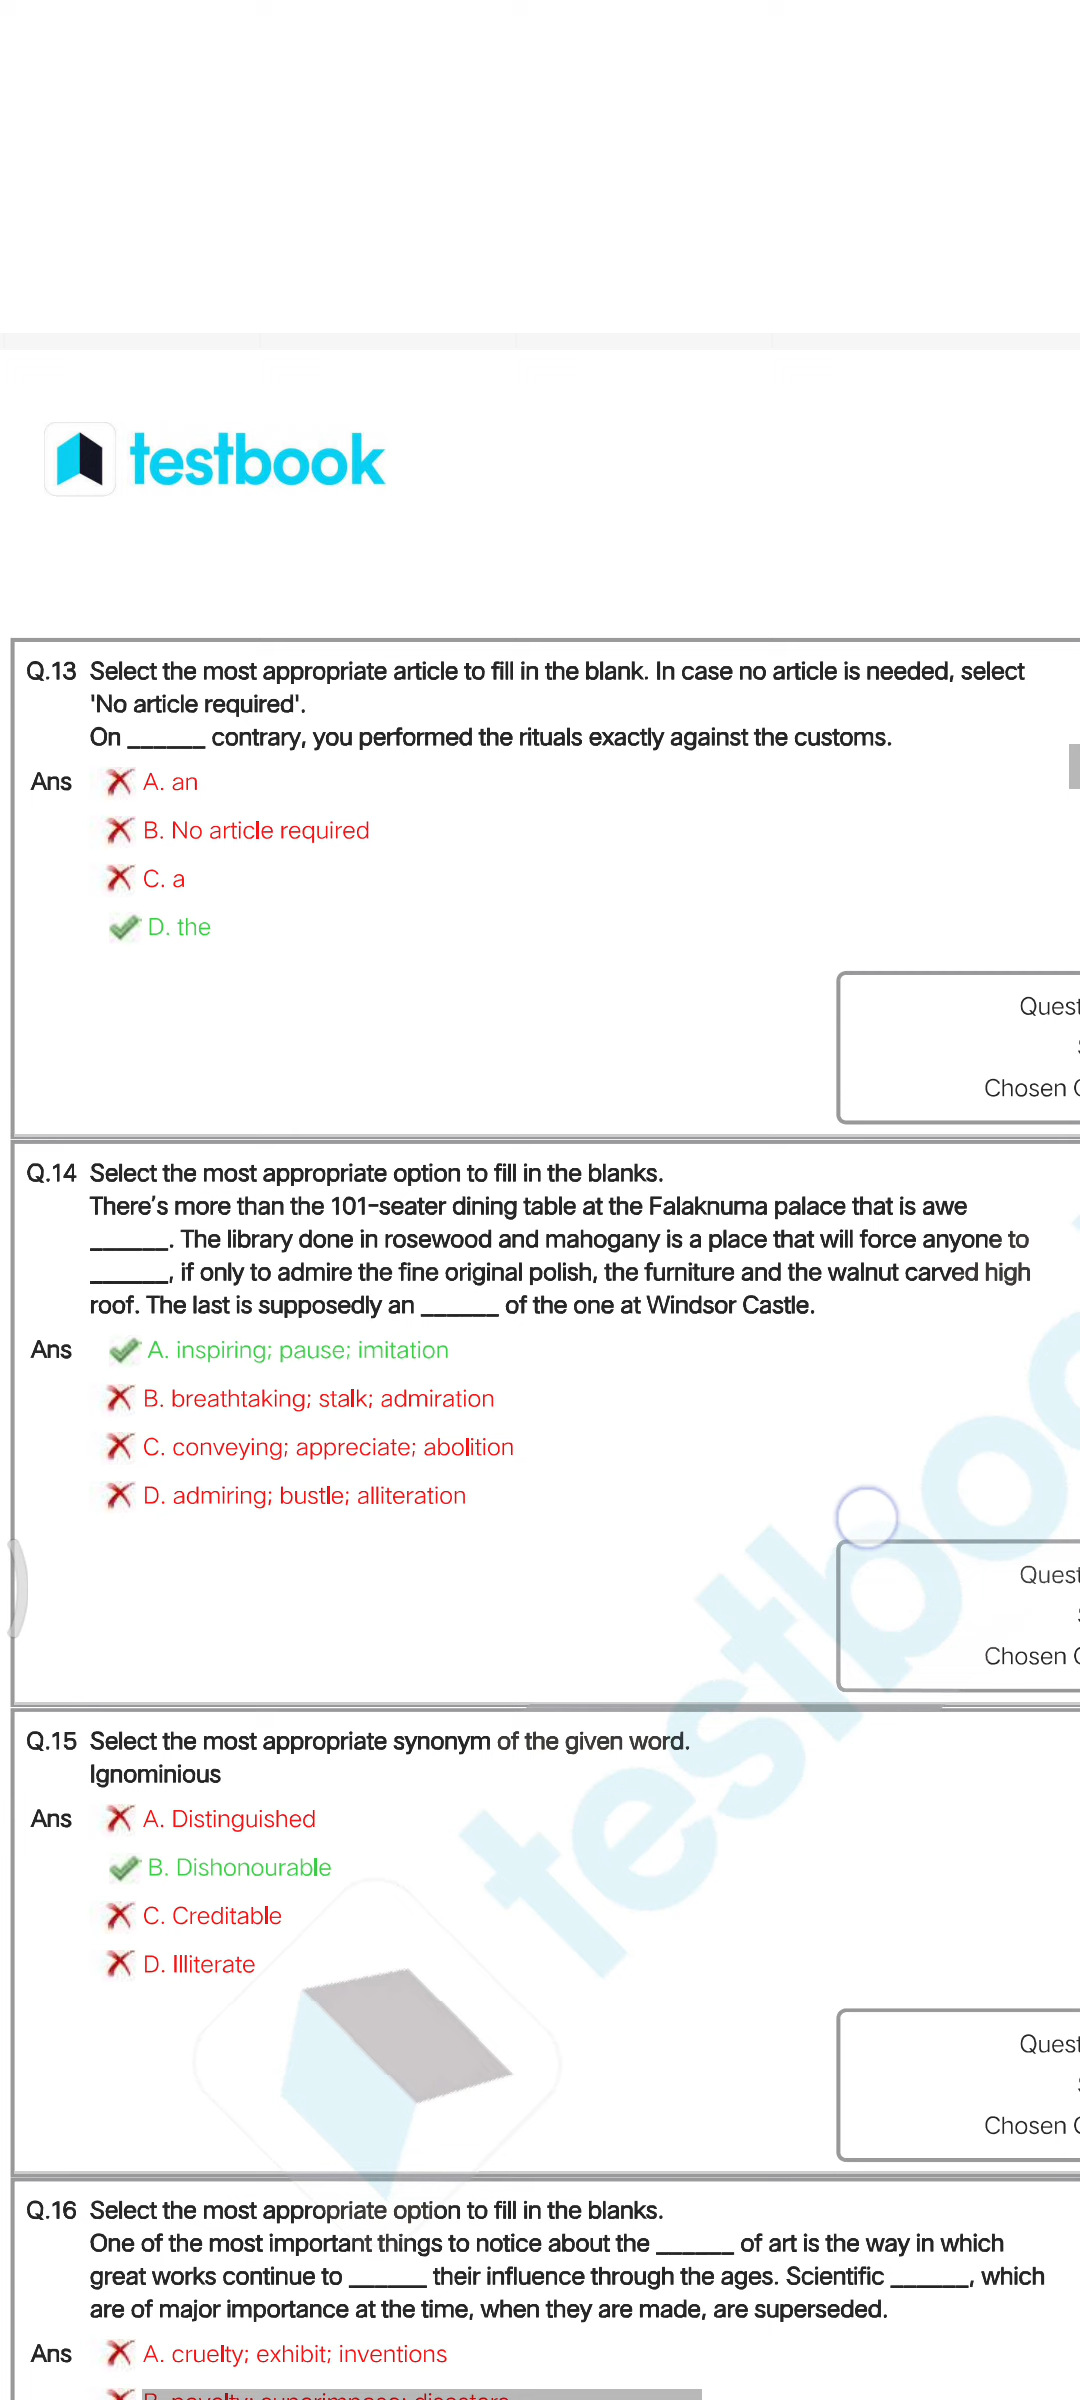 testbook
Q.13 Select the most appropriate article to fill in the blank. In case no article is needed, select
'No article required'.
On ______ contrary, you performed the rituals exactly against the customs.
Ans A. an
B. No article required
C. a
D. the
Quest
Chosen
Q.14 Select the most appropriate option to fill in the blanks.
There's more than the 101-seater dining table at the Falaknuma palace that is awe
______. The library done in rosewood and mahogany is a place that will force anyone to
______, if only to admire the fine original polish, the furniture and the walnut carved high
roof. The last is supposedly an ______ of the one at Windsor Castle.
Ans A. inspiring; pause; imitation
B. breathtaking; stalk; admiration
C. conveying; appreciate; abolition
D. admiring; bustle; alliteration
Quest
Chosen
Q.15 Select the most appropriate synonym of the given word.
Ignominious
Ans A. Distinguished
B. Dishonourable
C. Creditable
D. Illiterate
Quest
Chosen
testboo
Q.16 Select the most appropriate option to fill in the blanks.
One of the most important things to notice about the ______ of art is the way in which
great works continue to ______ their influence through the ages. Scientific ______, which
are of major importance at the time, when they are made, are superseded.
Ans A. cruelty; exhibit; inventions